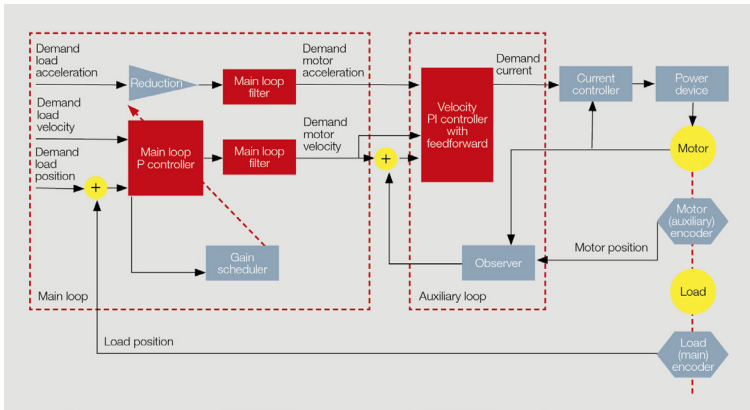 Demand
load
acceleration
Reduction
Main loop
filter
Demand
motor
acceleration
Demand
load
velocity
Main loop
P controller
Main loop
filter
Demand
motor
velocity
Demand
load
position
+
Gain
scheduler
Main loop
+
Velocity
PI controller
with
feedforward
Observer
Auxiliary loop
Demand
current
Current
controller
Power
device
Motor
Motor
(auxiliary)
encoder
Motor position
Load
Load
(main)
encoder
Load position